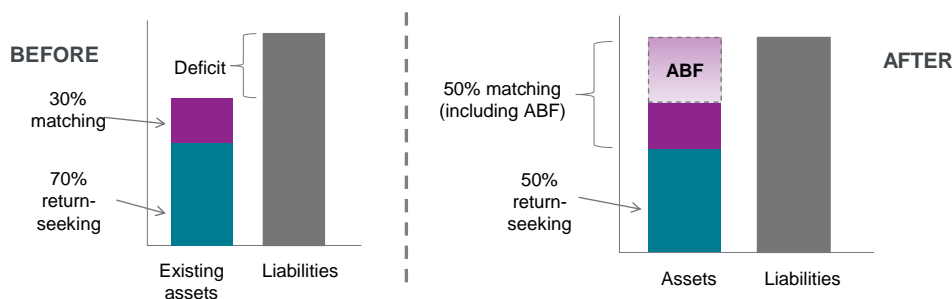 BEFORE
Deficit
30%
matching
70%
return-
seeking
Existing
assets
Liabilities
AFTER
ABF
50% matching
(including ABF)
50%
return-
seeking
Assets
Liabilities